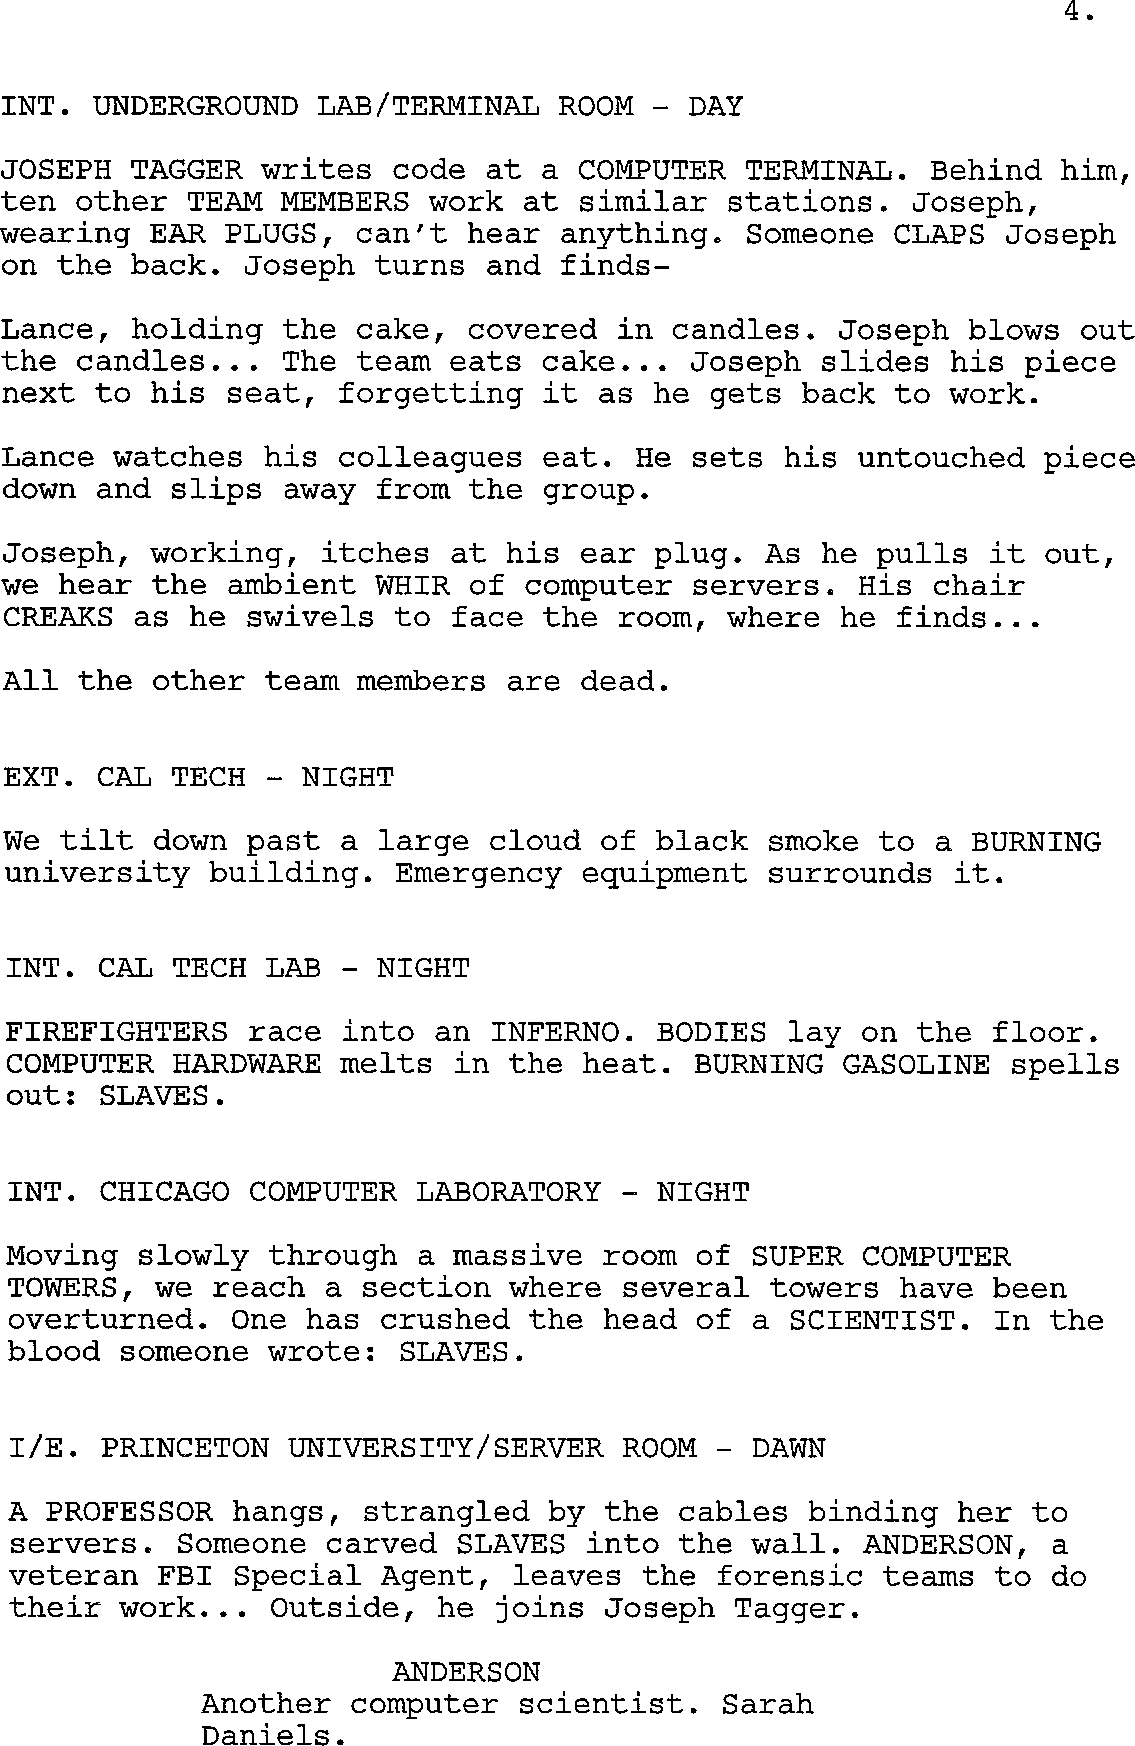 4.
INT. UNDERGROUND LAB/TERMINAL ROOM - DAY
JOSEPH TAGGER writes code at a COMPUTER TERMINAL. Behind him,
ten other TEAM MEMBERS work at similar stations. Joseph,
wearing EAR PLUGS, can't hear anything. Someone CLAPS Joseph
on the back. Joseph turns and finds-
Lance, holding the cake, covered in candles. Joseph blows out
the candles... The team eats cake... Joseph slides his piece
next to his seat, forgetting it as he gets back to work.
Lance watches his colleagues eat. He sets his untouched piece
down and slips away from the group.
Joseph, working, itches at his ear plug. As he pulls it out,
we hear the ambient WHIR of computer servers. His chair
CREAKS as he swivels to face the room, where he finds...
All the other team members are dead.
EXT. CAL TECH - NIGHT
We tilt down past a large cloud of black smoke to a BURNING
university building. Emergency equipment surrounds it.
INT. CAL TECH LAB - NIGHT
FIREFIGHTERS race into an INFERNO. BODIES lay on the floor.
COMPUTER HARDWARE melts in the heat. BURNING GASOLINE spells
out: SLAVES.
INT. CHICAGO COMPUTER LABORATORY - NIGHT
Moving slowly through a massive room of SUPER COMPUTER
TOWERS, we reach a section where several towers have been
overturned. One has crushed the head of a SCIENTIST. In the
blood someone wrote: SLAVES.
I/E. PRINCETON UNIVERSITY/SERVER ROOM - DAWN
A PROFESSOR hangs, strangled by the cables binding her to
servers. Someone carved SLAVES into the wall. ANDERSON, a
veteran FBI Special Agent, leaves the forensic teams to do
their work... Outside, he joins Joseph Tagger.
ANDERSON
Another computer scientist. Sarah
Daniels.